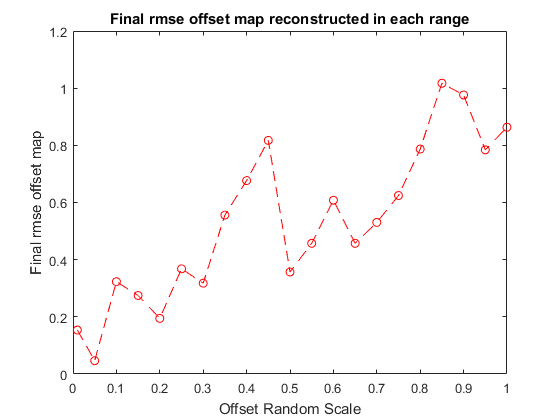 Final rmse offset map reconstructed in each range
Final rmse offset map
1.2
1
0.8
0.6
0.4
0.2
0
0 0.1 0.2 0.3 0.4 0.5 0.6 0.7 0.8 0.9 1
Offset Random Scale